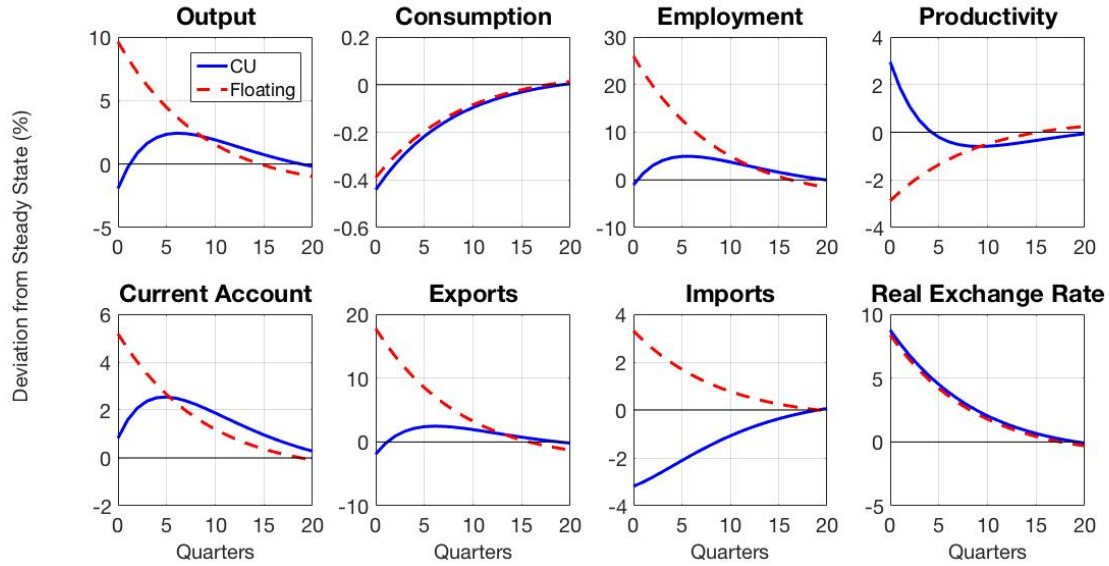 Output
Consumption
Employment
Productivity
10
5
0
-5
0 5 10 15 20
CU
Floating
0.2
0
-0.2
-0.4
-0.6
0 5 10 15 20
30
20
10
0
-10
0 5 10 15 20
4
2
0
-2
-4
0 5 10 15 20
Deviation from Steady State (%)
Current Account
Exports
Imports
Real Exchange Rate
6
4
2
0
-2
0 5 10 15 20
Quarters
20
10
0
-10
0 5 10 15 20
Quarters
4
2
0
-2
-4
0 5 10 15 20
Quarters
10
5
0
-5
0 5 10 15 20
Quarters